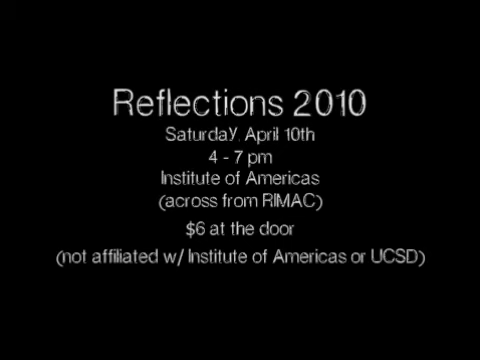 Reflections 2010
Saturday, April 10th
4 - 7 pm
Institute of Americas
(across from RIMAC)
$6 at the door
(not affiliated w/ Institute of Americas or UCSD)